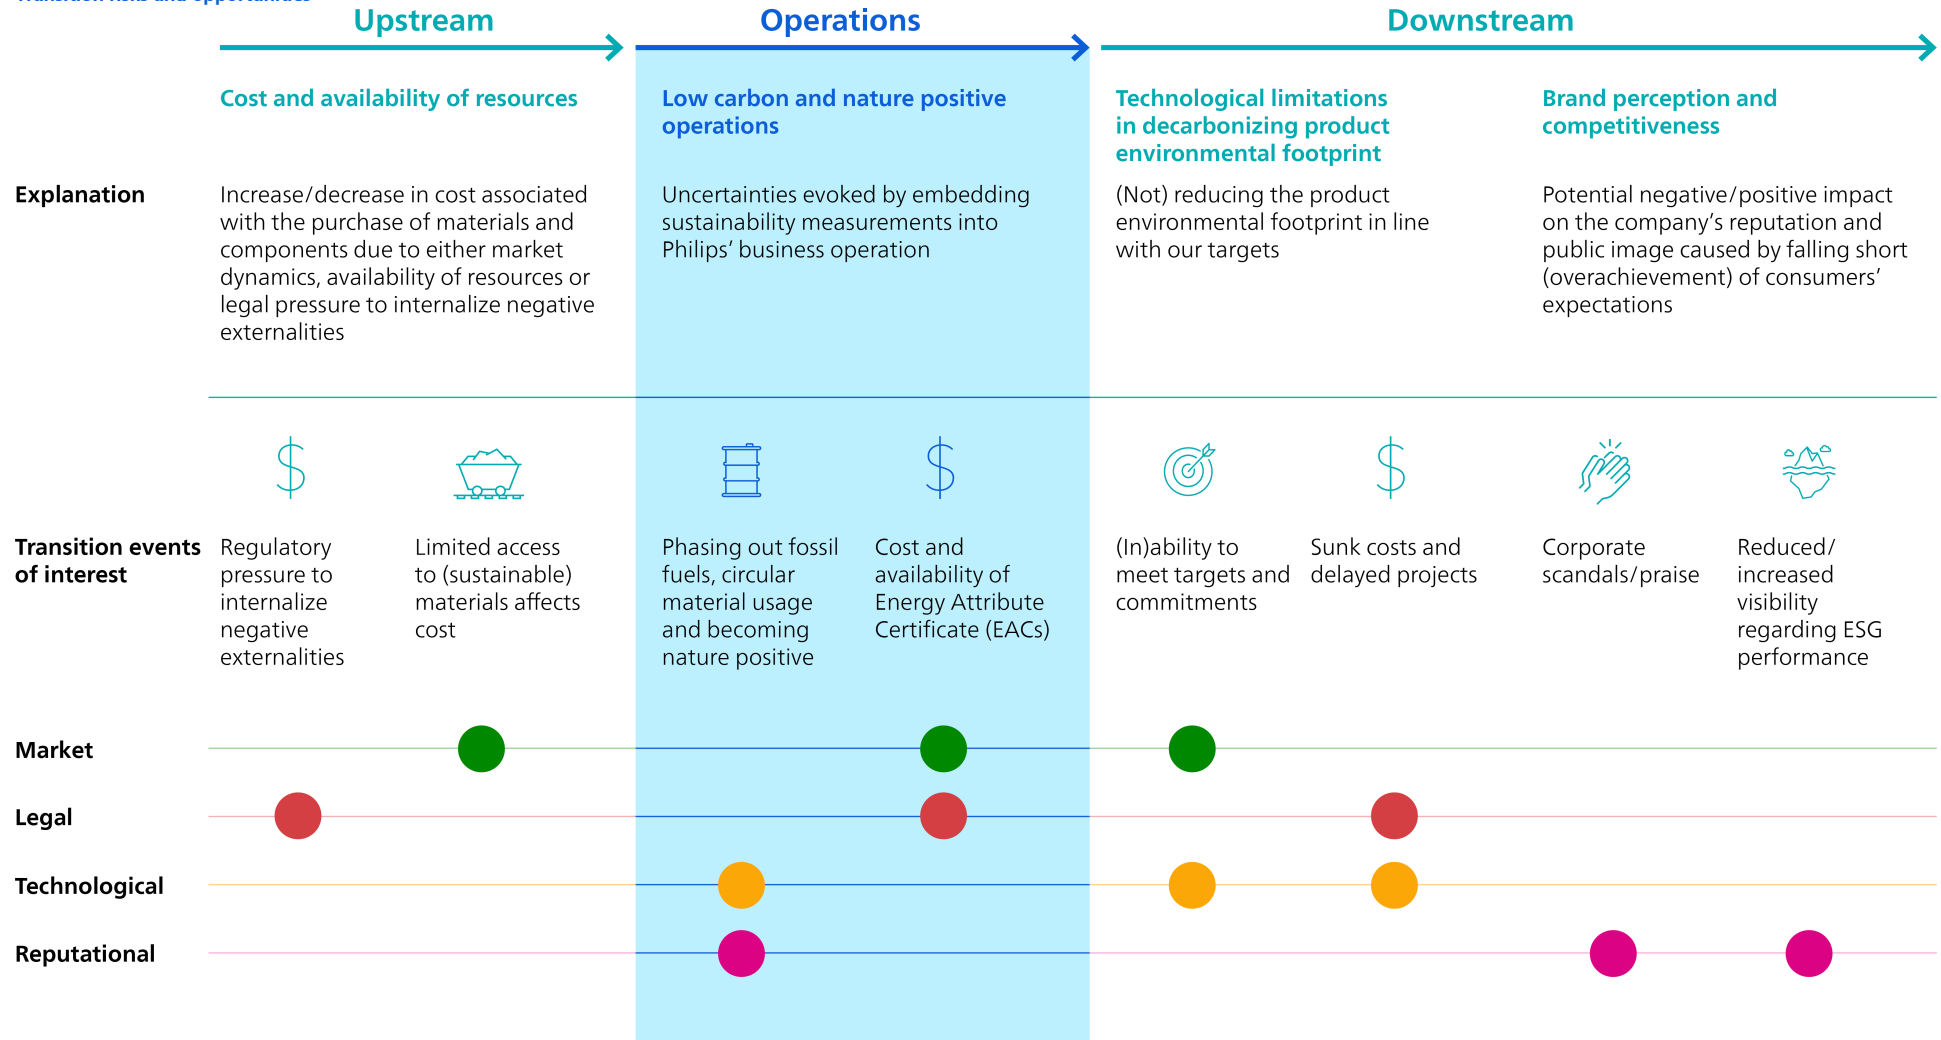 Transition risks and opportunities
Upstream
Operations
Downstream
Cost and availability of resources
Low carbon and nature positive
operations
Technological limitations
in decarbonizing product
environmental footprint
Brand perception and
competitiveness
Explanation
Increase/decrease in cost associated
with the purchase of materials and
components due to either market
dynamics, availability of resources or
legal pressure to internalize negative
externalities
Uncertainties evoked by embedding
sustainability measurements into
Philips’ business operation
(Not) reducing the product
environmental footprint in line
with our targets
Potential negative/positive impact
on the company’s reputation and
public image caused by falling short
(overachievement) of consumers’
expectations
$
$
$
Transition events
of interest
Regulatory
pressure to
internalize
negative
externalities
Limited access
to (sustainable)
materials affects
cost
Phasing out fossil
fuels, circular
material usage
and becoming
nature positive
Cost and
availability of
Energy Attribute
Certificate (EACs)
(In)ability to
meet targets and
commitments
Sunk costs and
delayed projects
Corporate
scandals/praise
Reduced/
increased
visibility
regarding ESG
performance
Market
Legal
Technological
Reputational